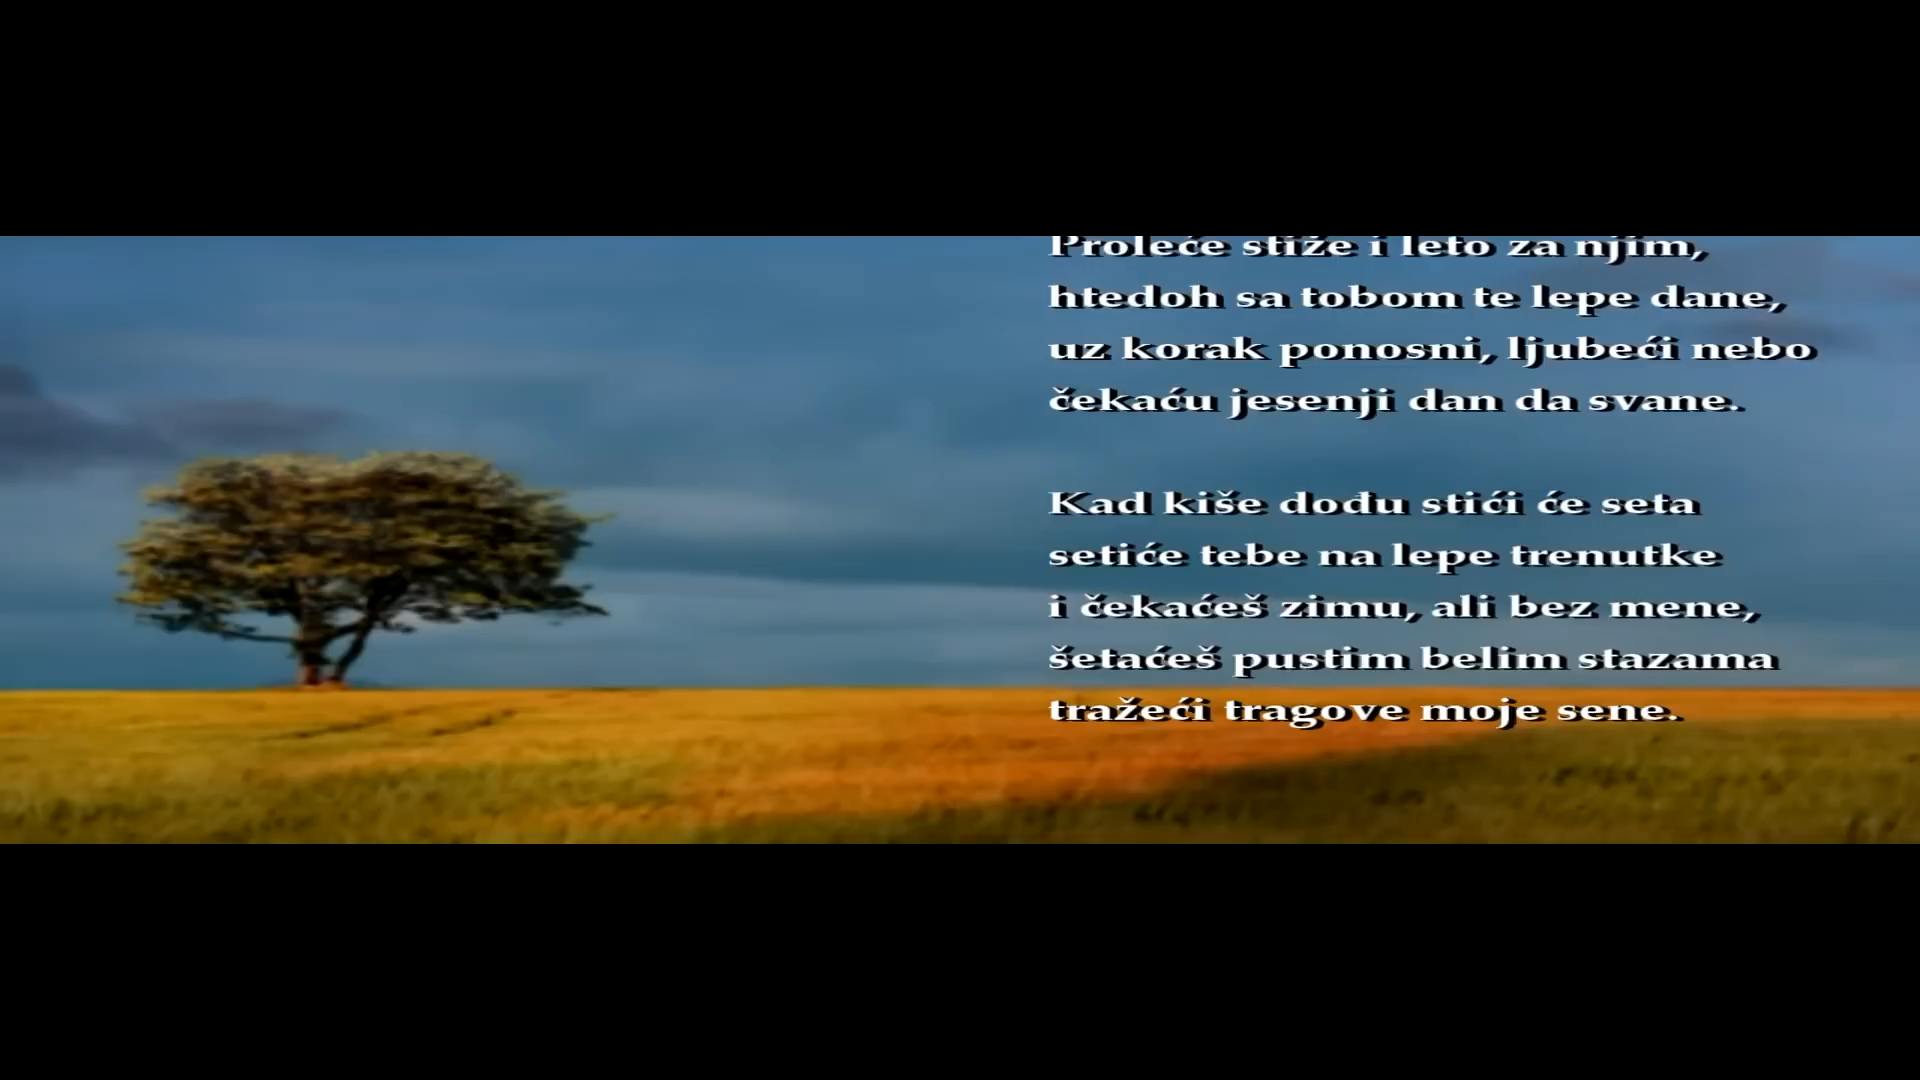 Proleće stiže i leto za njim,
htedoh sa tobom te lepe dane,
uz korak ponosni, ljubeći nebo
čekaću jesenji dan da svane.
Kad kiše dođu stići će seta
setiće tebe na lepe trenutke
i čekaćeš zimu, ali bez mene,
šetaćeš pustim belim stazama
tražeći tragove moje sene.